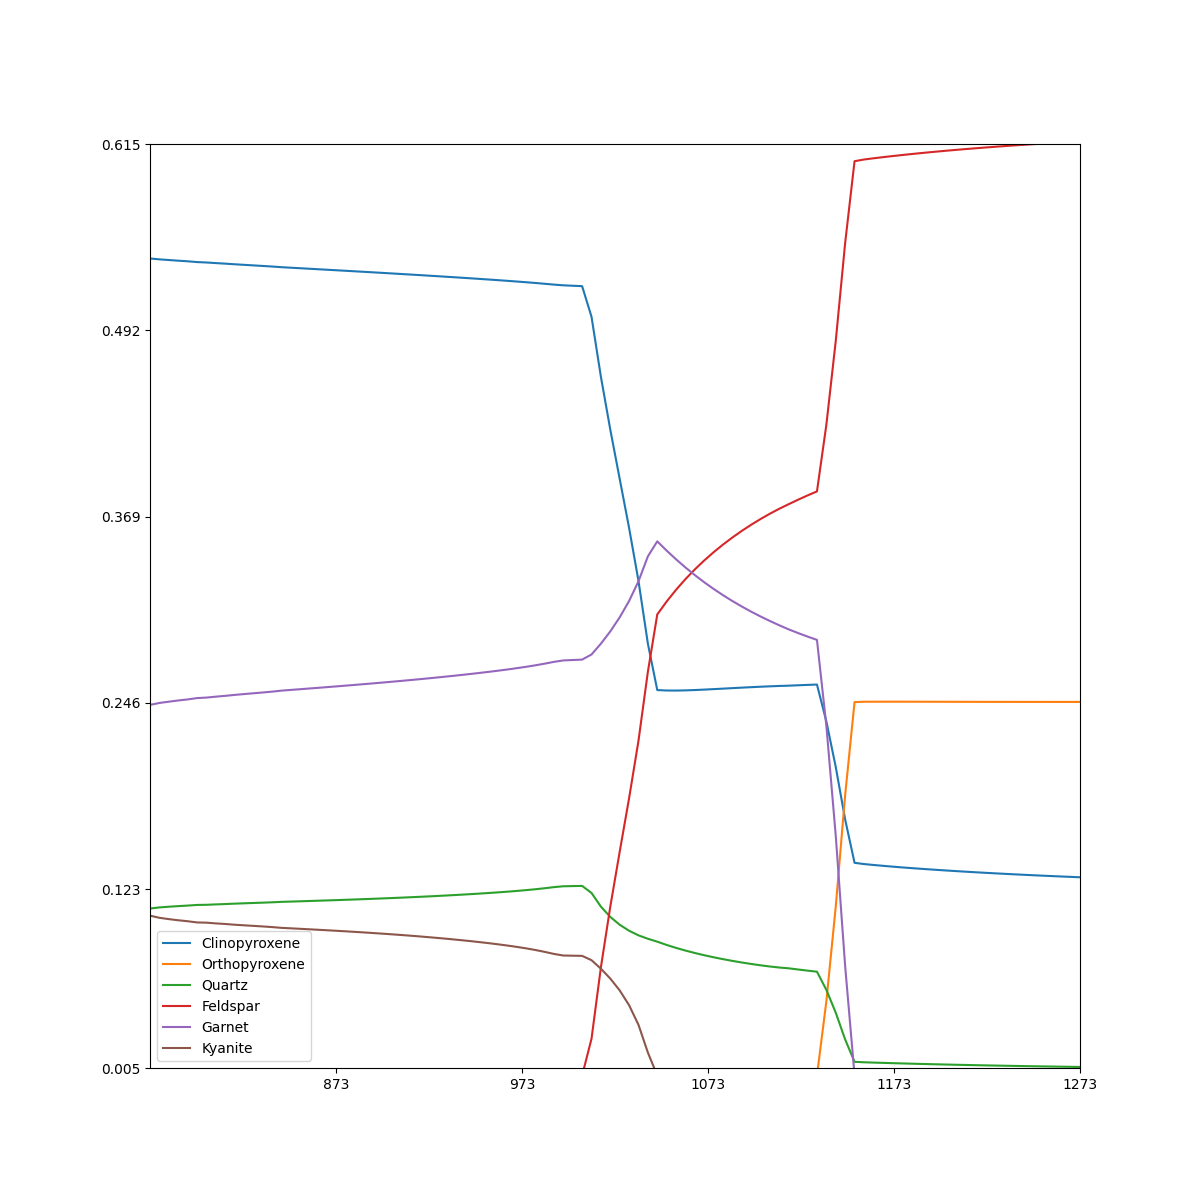 0.615
0.492
0.369
0.246
0.123
0.005
Clinopyroxene
Orthopyroxene
Quartz
Feldspar
Garnet
Kyanite
873
973
1073
1173
1273